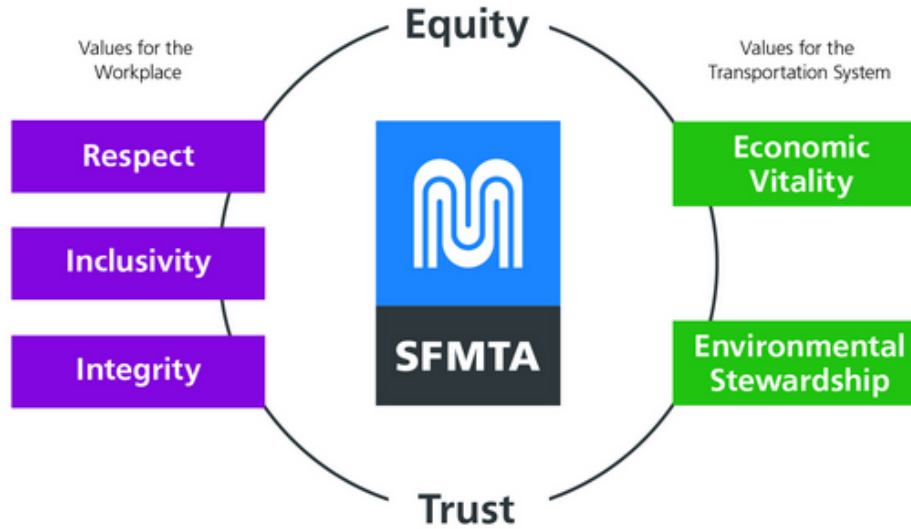 Equity
Values for the
Workplace
Respect
Inclusivity
Integrity
SFMTA
Values for the
Transportation System
Economic
Vitality
Environmental
Stewardship
Trust